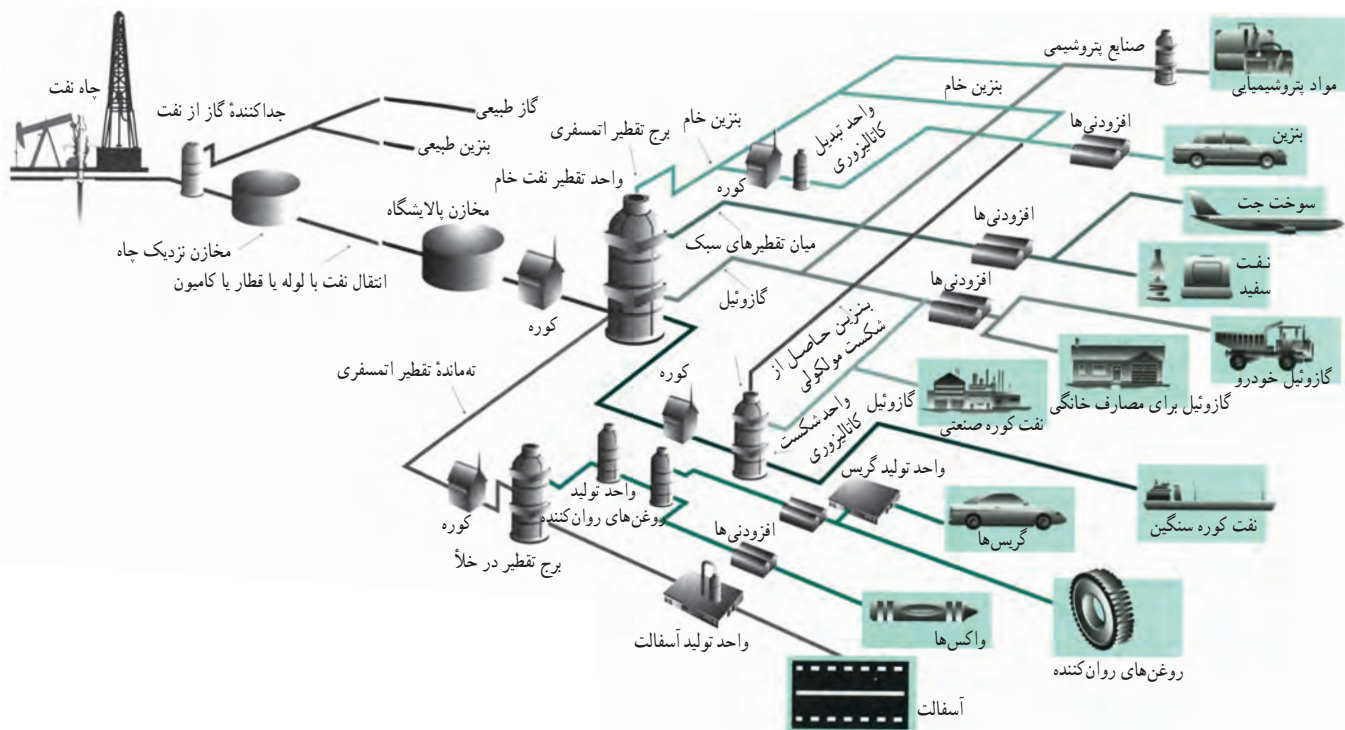 چاه نفت
جداکنندۀ گاز از نفت
گاز طبیعی
بنزین طبیعی
مخازن نزدیک چاه
انتقال نفت با لوله یا قطار یا کامیون
مخازن پالایشگاه
کوره
برج تقطیر اتمسفری
واحد تقطیر نفت خام
بنزین خام
کوره
واحد تبدیل
کاتالیزوری
صنایع پتروشیمی
مواد پتروشیمیایی
بنزین خام
افزودنی‌ها
بنزین
میان تقطیرهای سبک
افزودنی‌ها
سوخت جت
نفت
سفید
گازوئیل
افزودنی‌ها
گازوئیل خودرو
گازوئیل برای مصارف خانگی
گازوئیل
نفت کوره صنعتی
بنزین حاصل از
شکست مولکولی
کوره
واحد شکست
کاتالیزوری
نفت کوره سنگین
ته‌ماندۀ تقطیر اتمسفری
کوره
برج تقطیر در خلأ
واحد تولید
روغن‌های روان‌کننده
واحد تولید گریس
گریس‌ها
افزودنی‌ها
واکس‌ها
روغن‌های روان‌کننده
واحد تولید آسفالت
آسفالت